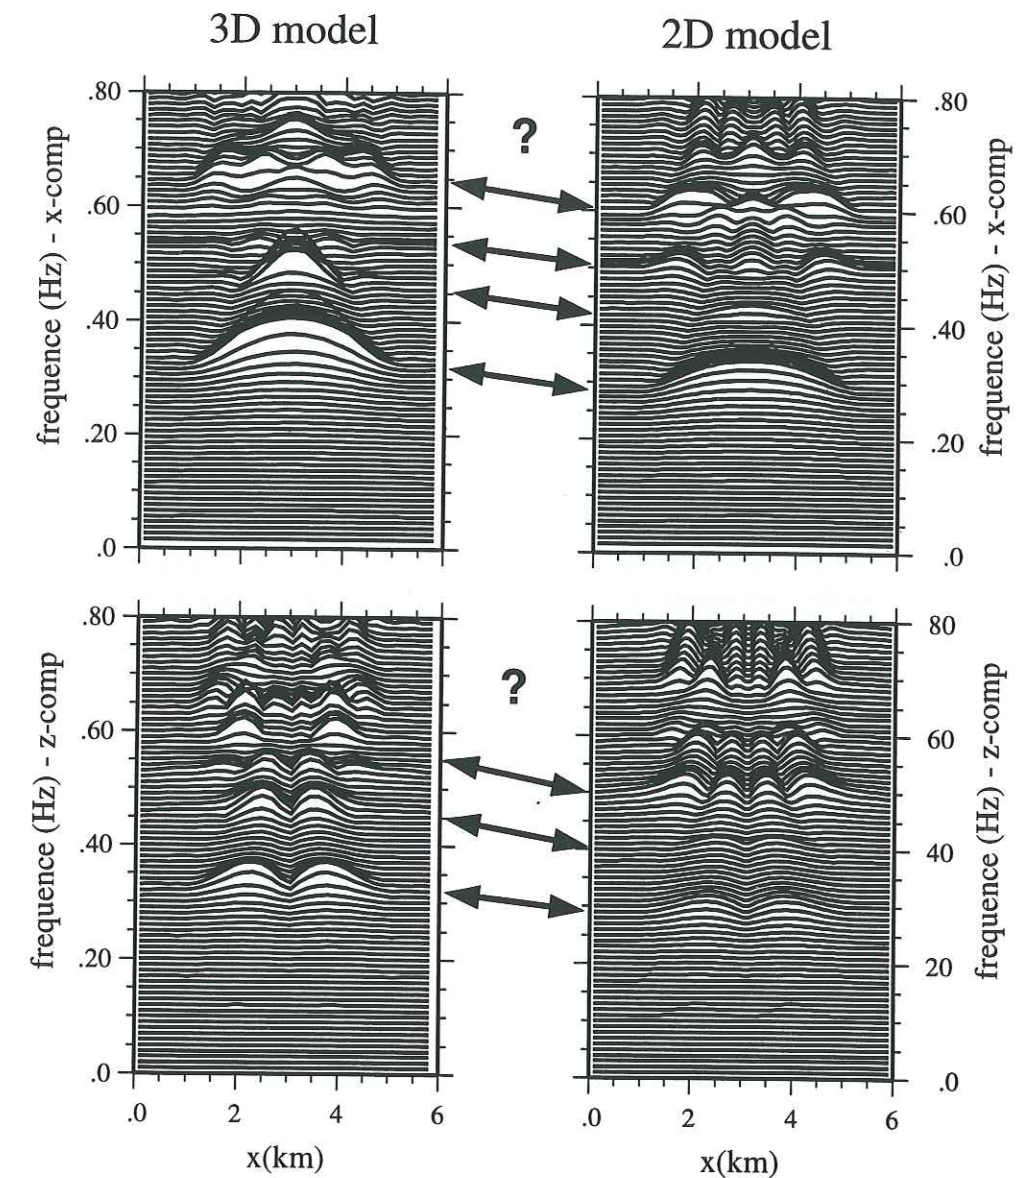 3D model
2D model
frequence (Hz) - x-comp
.80
.60
.40
.20
.0
?
.80
.60
.40
.20
.0
frequence (Hz) - x-comp
frequence (Hz) - z-comp
.80
.60
.40
.20
.0
?
80
60
40
20
.0
frequence (Hz) - z-comp
.0 2 4 6
x(km)
.0 2 4 6
x(km)